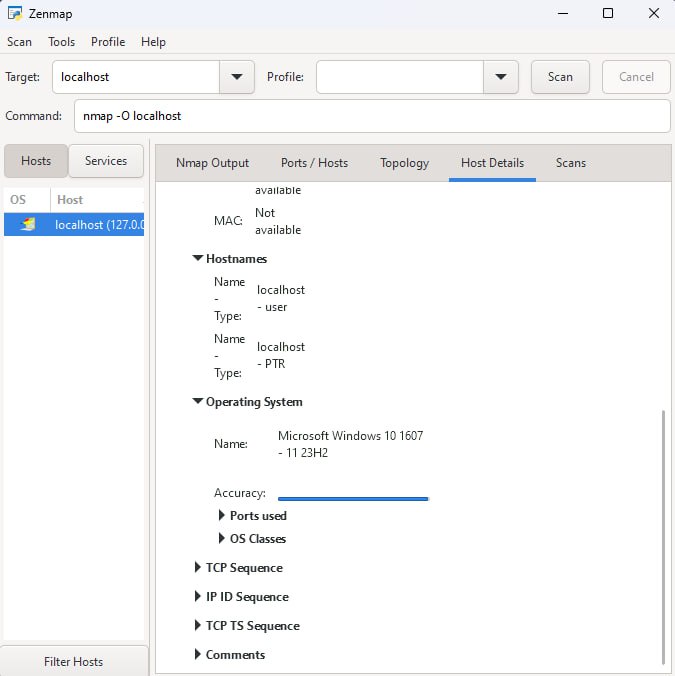 Zenmap
Scan Tools Profile Help
Target: localhost Profile: Scan Cancel
Command: nmap -O localhost
Hosts Services
Nmap Output Ports / Hosts Topology Host Details Scans
OS Host
localhost (127.0.0
available
MAC: Not
available
Hostnames
Name
-
Type:
localhost
- user
Name
-
Type:
localhost
- PTR
Operating System
Name: Microsoft Windows 10 1607
- 11 23H2
Accuracy:
Ports used
OS Classes
TCP Sequence
IP ID Sequence
TCP TS Sequence
Comments
Filter Hosts